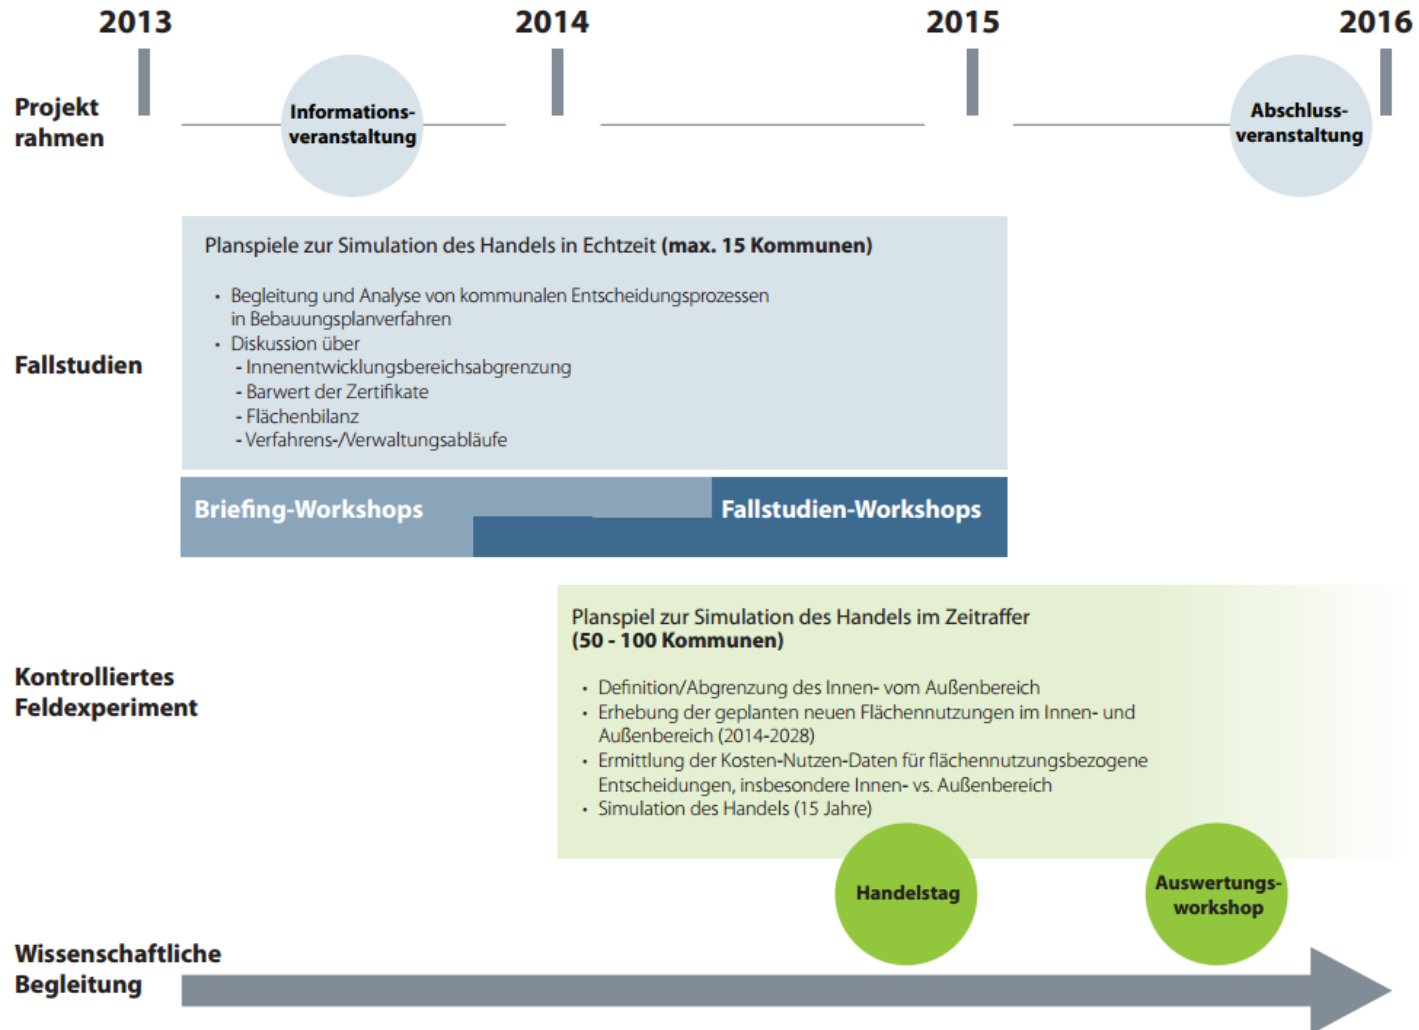 2013
2014
2015
2016
Projekt
rahmen
Informations-
veranstaltung
Abschluss-
veranstaltung
Fallstudien
Planspiele zur Simulation des Handels in Echtzeit (max. 15 Kommunen)
• Begleitung und Analyse von kommunalen Entscheidungsprozessen
in Bebauungsplanverfahren
• Diskussion über
- Innenentwicklungsbereichsabgrenzung
- Barwert der Zertifikate
- Flächenbilanz
- Verfahrens-/Verwaltungsabläufe
Briefing-Workshops
Fallstudien-Workshops
Kontrolliertes
Feldexperiment
Planspiel zur Simulation des Handels im Zeitraffer
(50 - 100 Kommunen)
• Definition/Abgrenzung des Innen- vom Außenbereich
• Erhebung der geplanten neuen Flächennutzungen im Innen- und
Außenbereich (2014-2028)
• Ermittlung der Kosten-Nutzen-Daten für flächennutzungsbezogene
Entscheidungen, insbesondere Innen- vs. Außenbereich
• Simulation des Handels (15 Jahre)
Handelstag
Auswertungs-
workshop
Wissenschaftliche
Begleitung